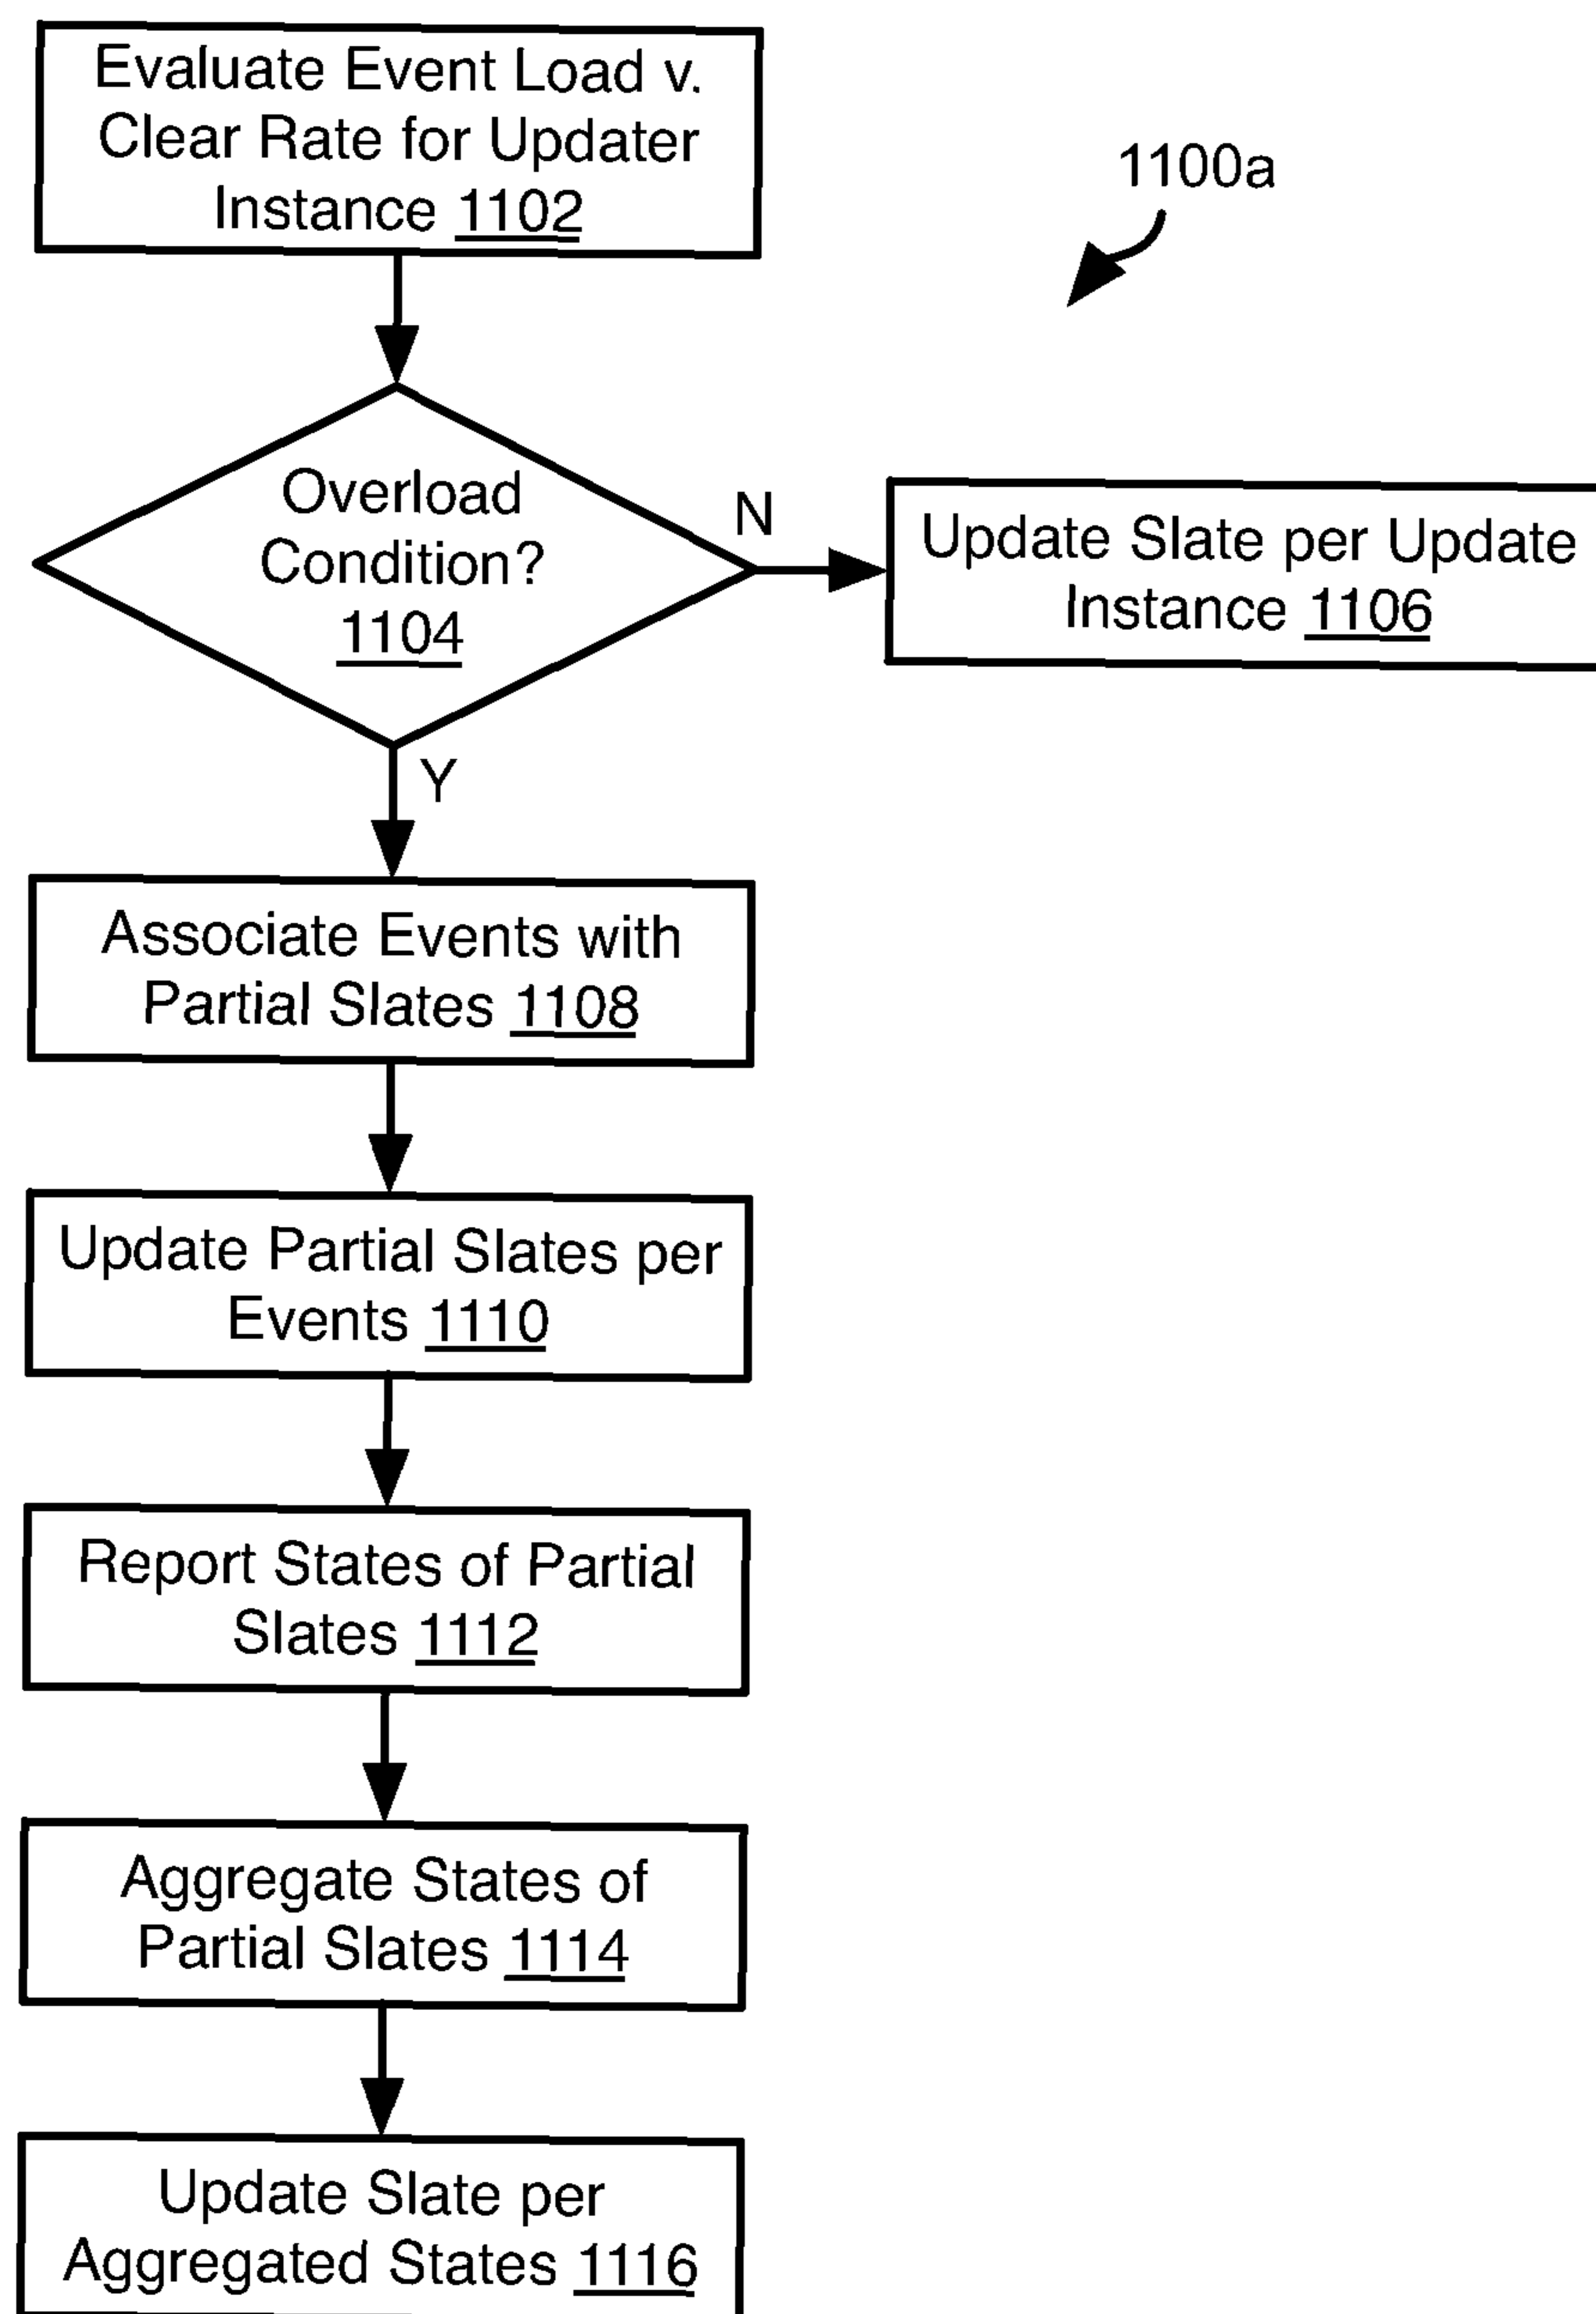 Evaluate Event Load v.
Clear Rate for Updater
Instance 1102
1100a
Overload
Condition?
1104
N
Update Slate per Update
Instance 1106
Y
Associate Events with
Partial Slates 1108
Update Partial Slates per
Events 1110
Report States of Partial
Slates 1112
Aggregate States of
Partial Slates 1114
Update Slate per
Aggregated States 1116